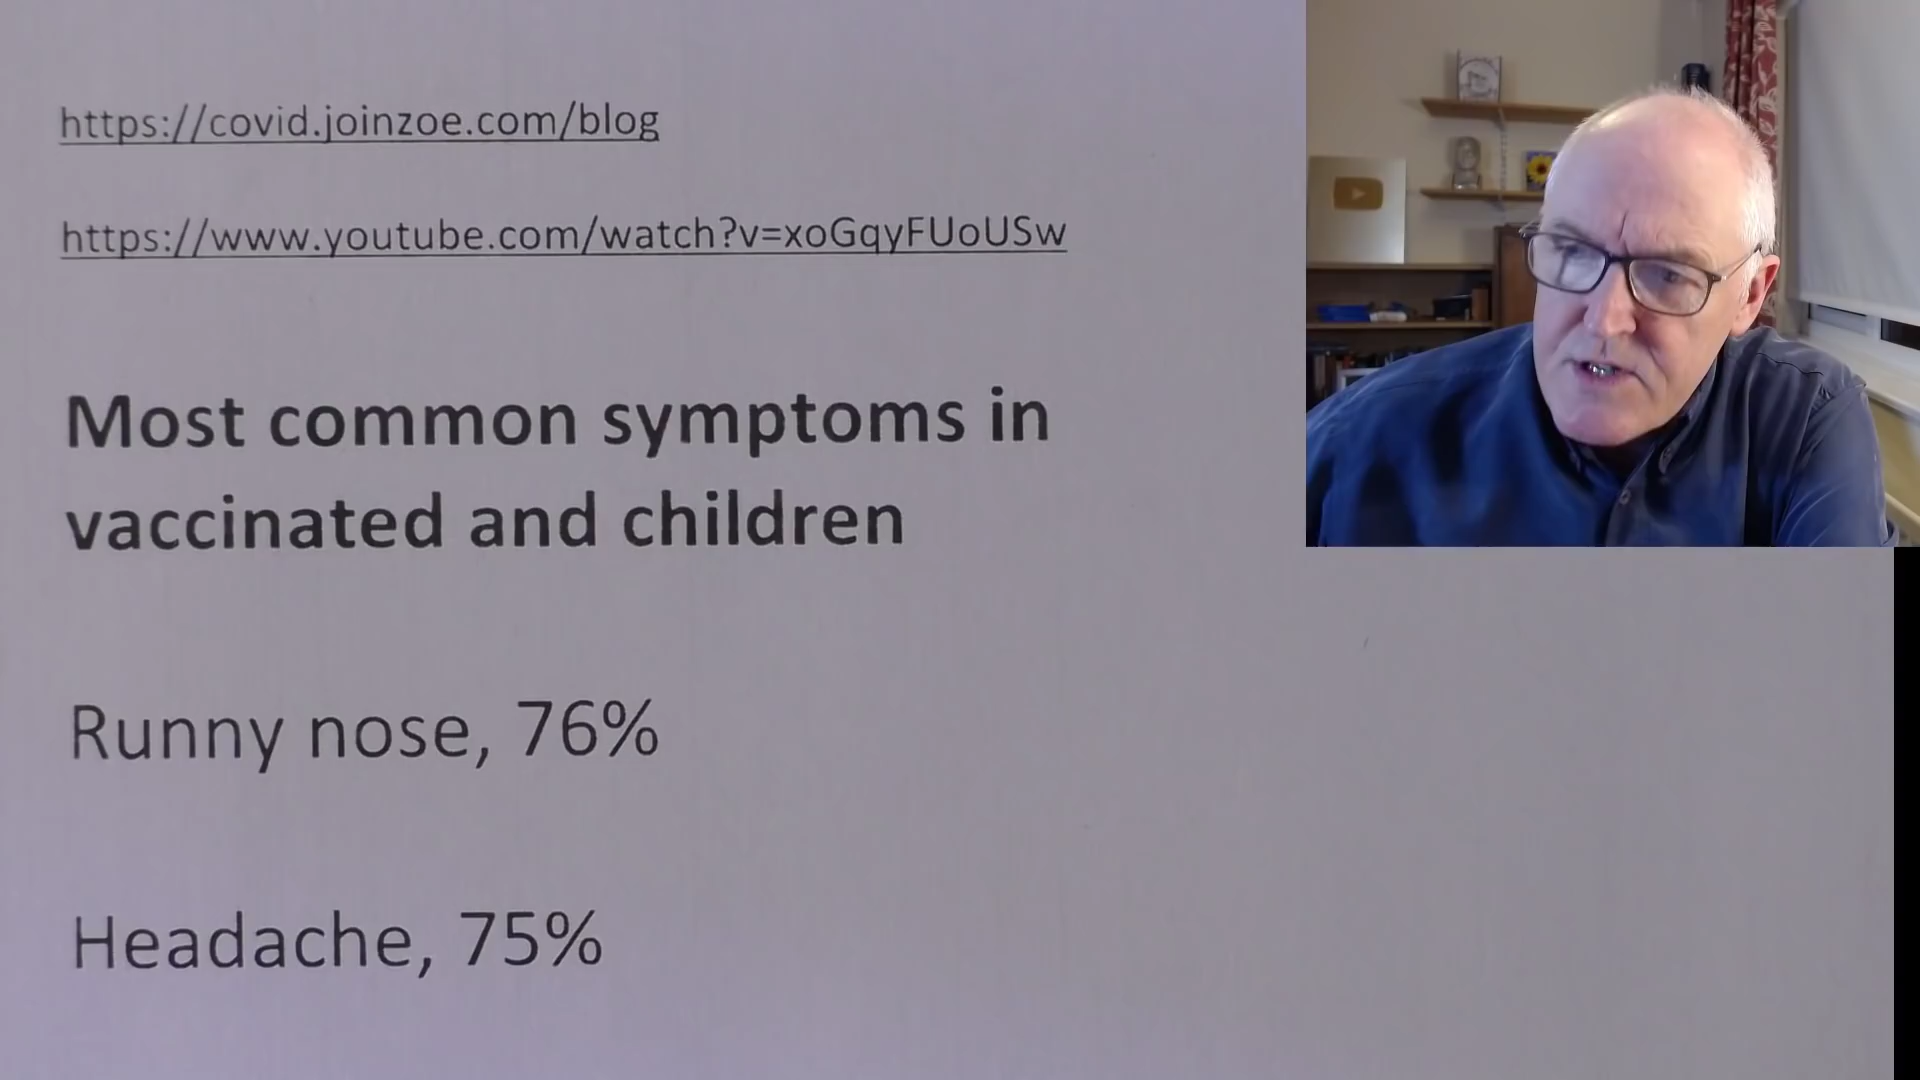 https://covid.joinzoe.com/blog
https://www.youtube.com/watch?v=xoGqyFUoUSw
Most common symptoms in
vaccinated and children
Runny nose, 76%
Headache, 75%